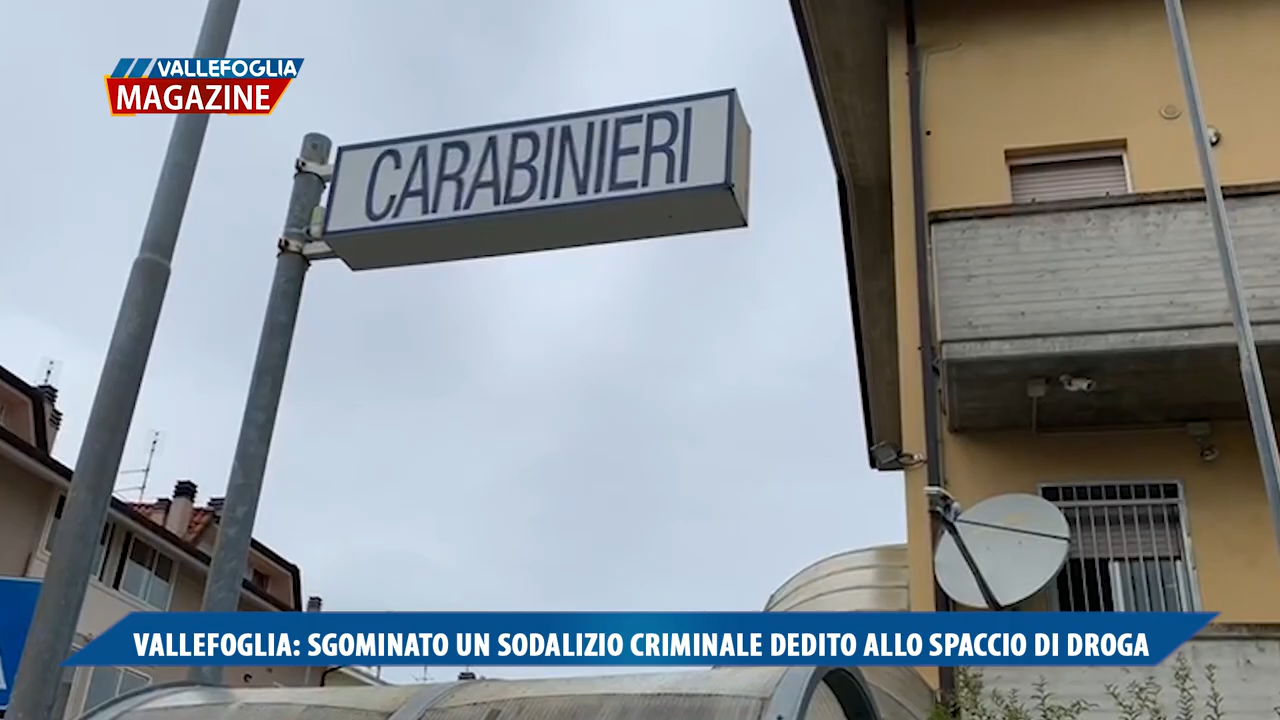 VALLEFOGLIA
MAGAZINE
CARABINIERI
VALLEFOGLIA: SGOMINATO UN SODALIZIO CRIMINALE DEDITO ALLO SPACCIO DI DROGA